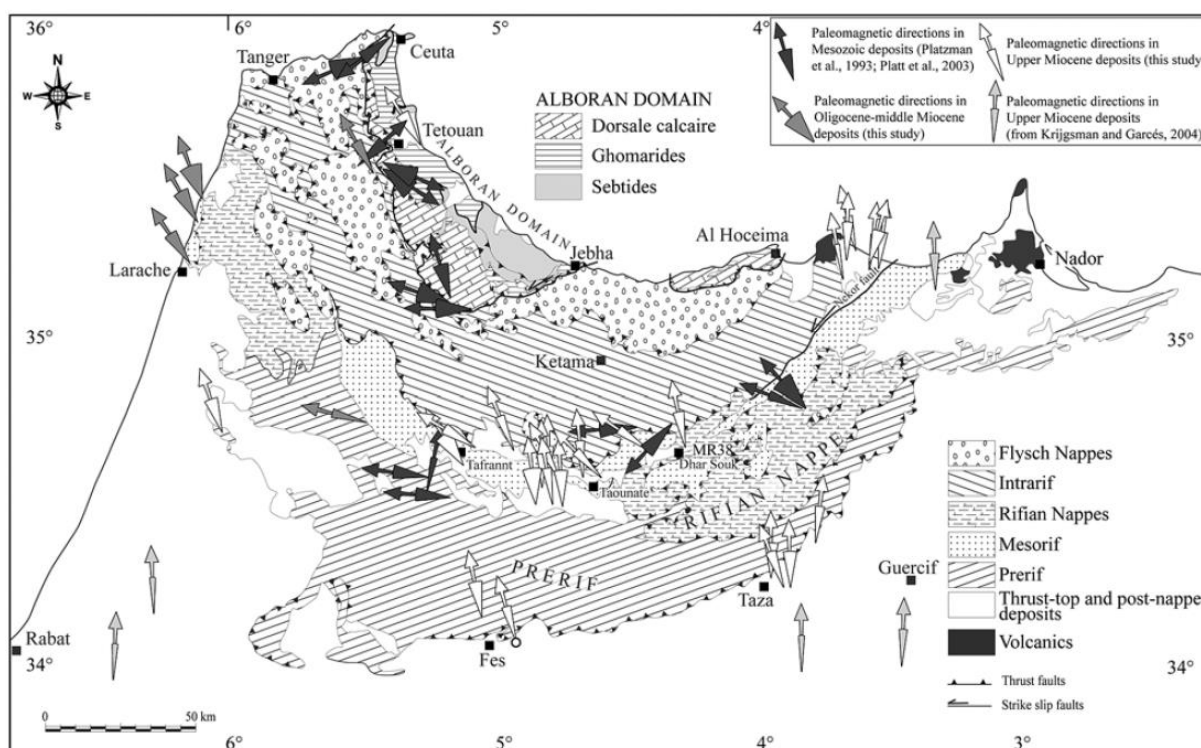 36°
6°
5°
36°
N
W
E
S
Tanger
Ceuta
Paleomagnetic directions in
Mesozoic deposits (Platzman
et al., 1993; Platt et al., 2003)
Paleomagnetic directions in
Upper Miocene deposits (this study)
Paleomagnetic directions in
Oligocene-middle Miocene
deposits (this study)
Paleomagnetic directions in
Upper Miocene deposits
(from Krijgsman and Garcés, 2004)
ALBORAN DOMAIN
Dorsale calcaire
Ghomarides
Sebtides
Tetouan
ALBORAN DOMAIN
Larache
Jebha
Al Hoceima
Nador
Nekor fault
35°
35°
Ketama
Tafrannt
MR38
Dhar Souk
Taounate
RIFIAN NAPPE
PRERIF
Flysch Nappes
Intrarif
Rifian Nappes
Mesorif
Prerif
Thrust-top and post-nappe
deposits
Volcanics
Thrust faults
Strike slip faults
Guercif
Taza
Rabat
Fes
34°
34°
0
50 km
6°
5°
4°
3°